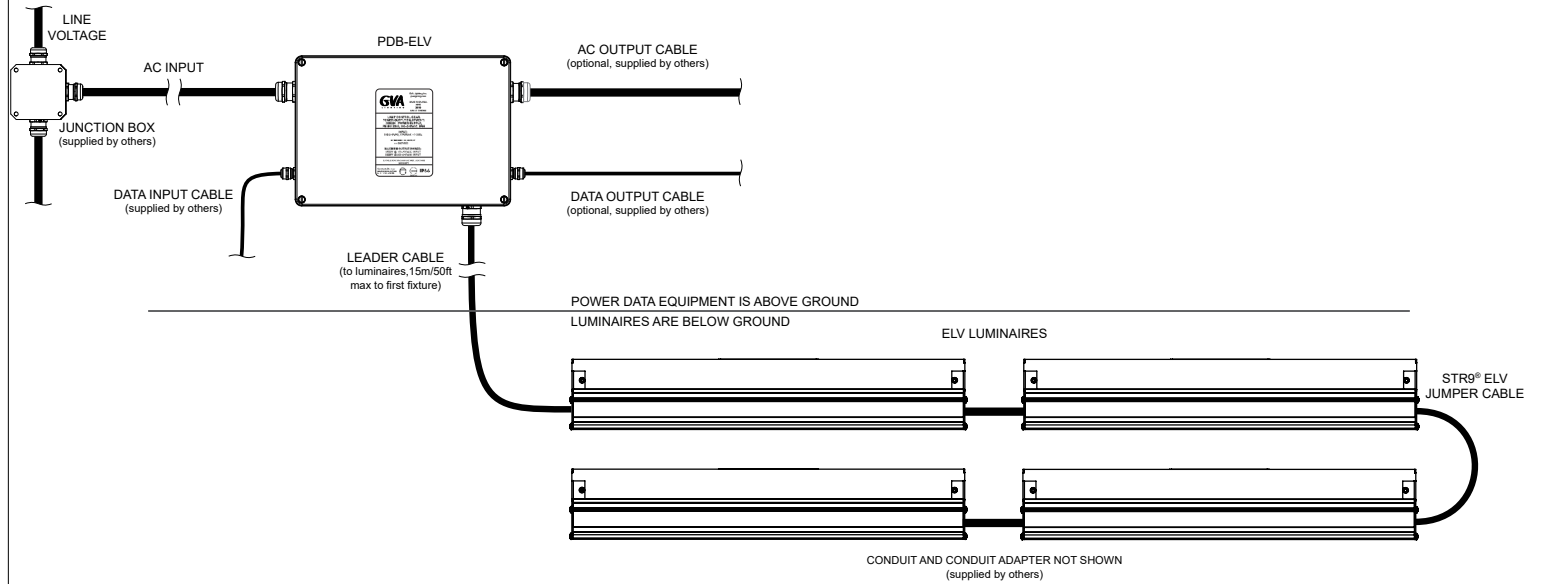 LINE
VOLTAGE
PDB-ELV
AC OUTPUT CABLE
(optional, supplied by others)
AC INPUT
GVA
JUNCTION BOX
(supplied by others)
DATA INPUT CABLE
(supplied by others)
DATA OUTPUT CABLE
(optional, supplied by others)
LEADER CABLE
(to luminaires,15m/50ft
max to first fixture)
POWER DATA EQUIPMENT IS ABOVE GROUND
LUMINAIRES ARE BELOW GROUND
ELV LUMINAIRES
STR9® ELV
JUMPER CABLE
CONDUIT AND CONDUIT ADAPTER NOT SHOWN
(supplied by others)